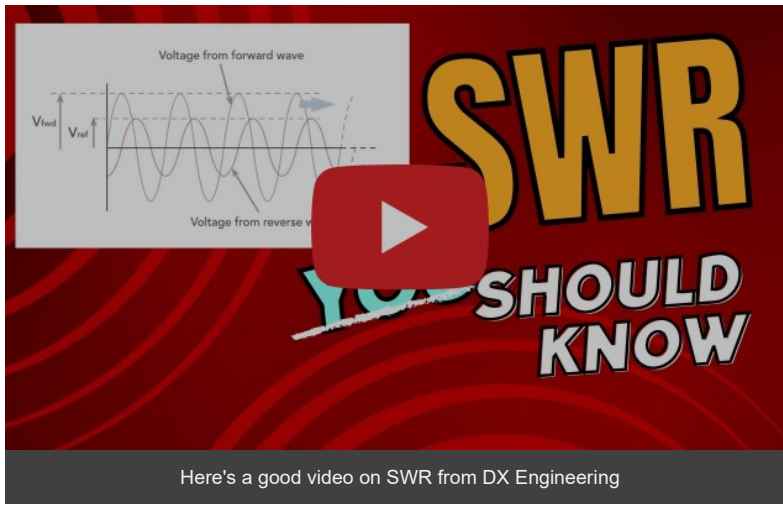 Voltage from forward wave
Vfwd
Vref
Voltage from reverse
SWR
SHOULD
KNOW
Here's a good video on SWR from DX Engineering